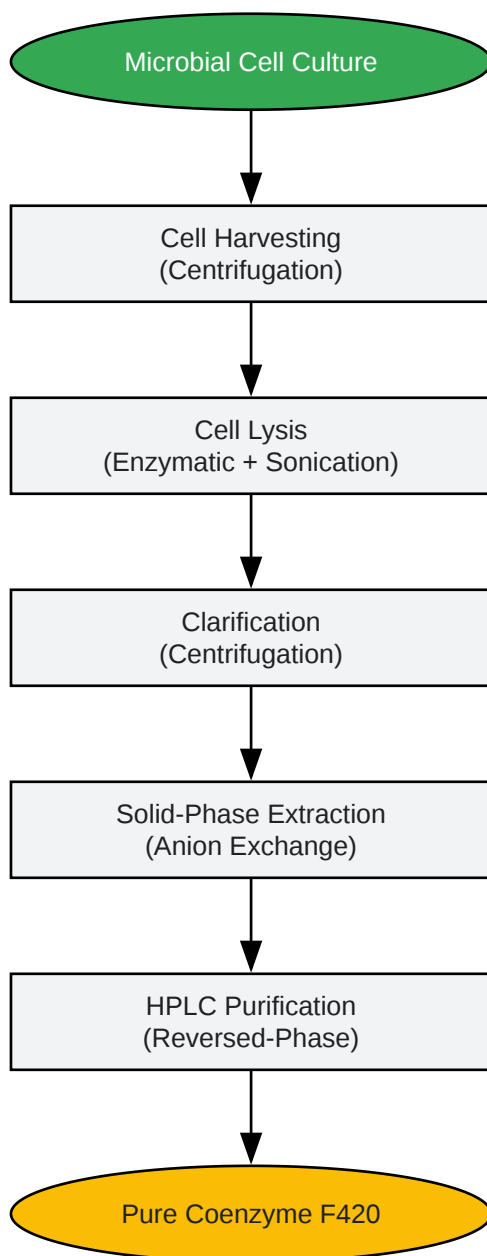 Microbial Cell Culture
Cell Harvesting
(Centrifugation)
Cell Lysis
(Enzymatic + Sonication)
Clarification
(Centrifugation)
Solid-Phase Extraction
(Anion Exchange)
HPLC Purification
(Reversed-Phase)
Pure Coenzyme F420